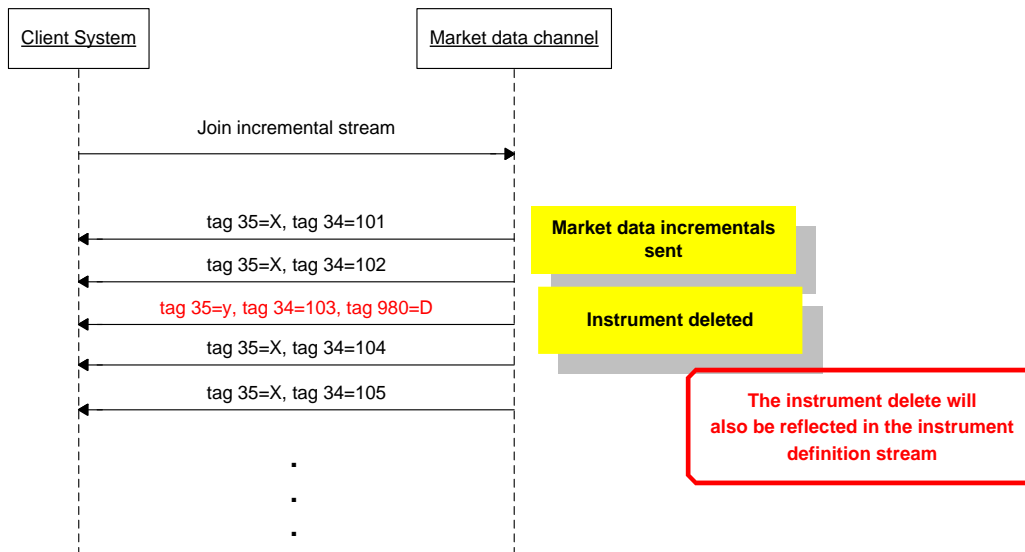 Client System
Market data channel
Join incremental stream
tag 35=X, tag 34=101
Market data incrementals
sent
tag 35=X, tag 34=102
tag 35=y, tag 34=103, tag 980=D
Instrument deleted
tag 35=X, tag 34=104
tag 35=X, tag 34=105
The instrument delete will
also be reflected in the instrument
definition stream
.
.
.